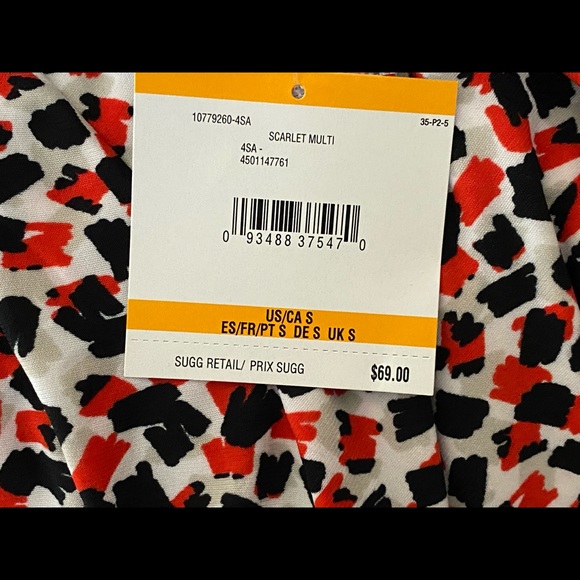 10779260-4SA 35-P2-5
SCARLET MULTI
4SA -
4501147761
0 93488 37547 0
US/CA S
ES/FR/PT S DE S UK S
SUGG RETAIL/ PRIX SUGG $69.00